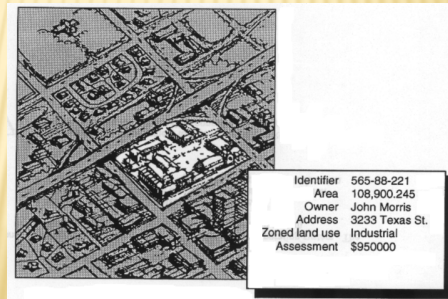 Identifier 565-88-221
Area 108,900.245
Owner John Morris
Address 3233 Texas St.
Zoned land use Industrial
Assessment $950000